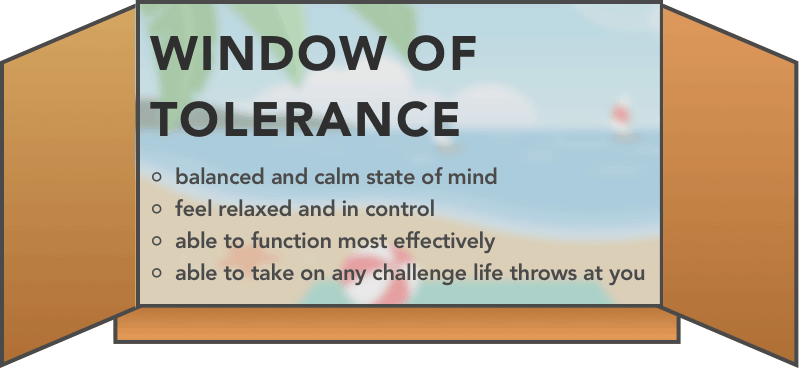 WINDOW OF
TOLERANCE
balanced and calm state of mind
feel relaxed and in control
able to function most effectively
able to take on any challenge life throws at you